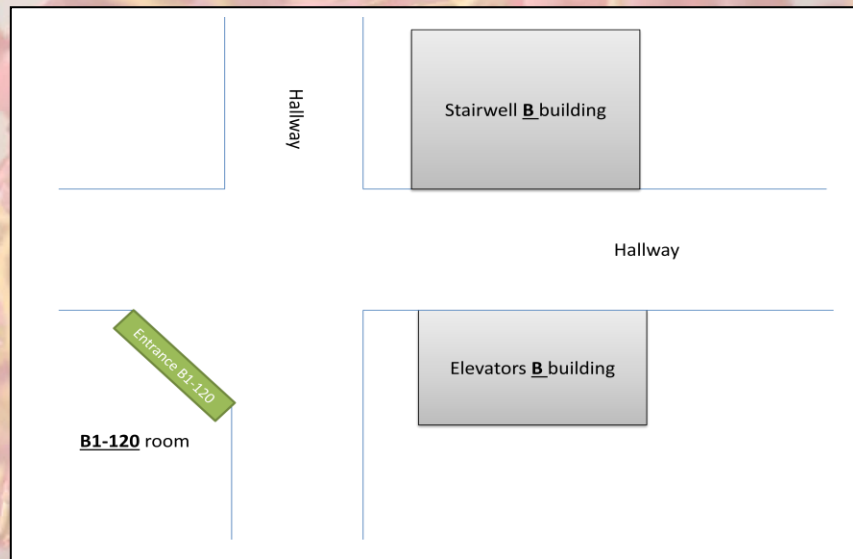 Hallway
Stairwell B building
Hallway
Entrance B1-120
Elevators B building
B1-120 room